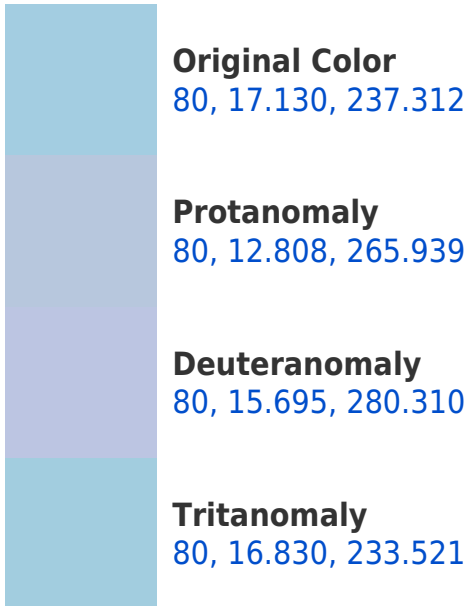 Original Color
80, 17.130, 237.312
Protanomaly
80, 12.808, 265.939
Deuteranomaly
80, 15.695, 280.310
Tritanomaly
80, 16.830, 233.521